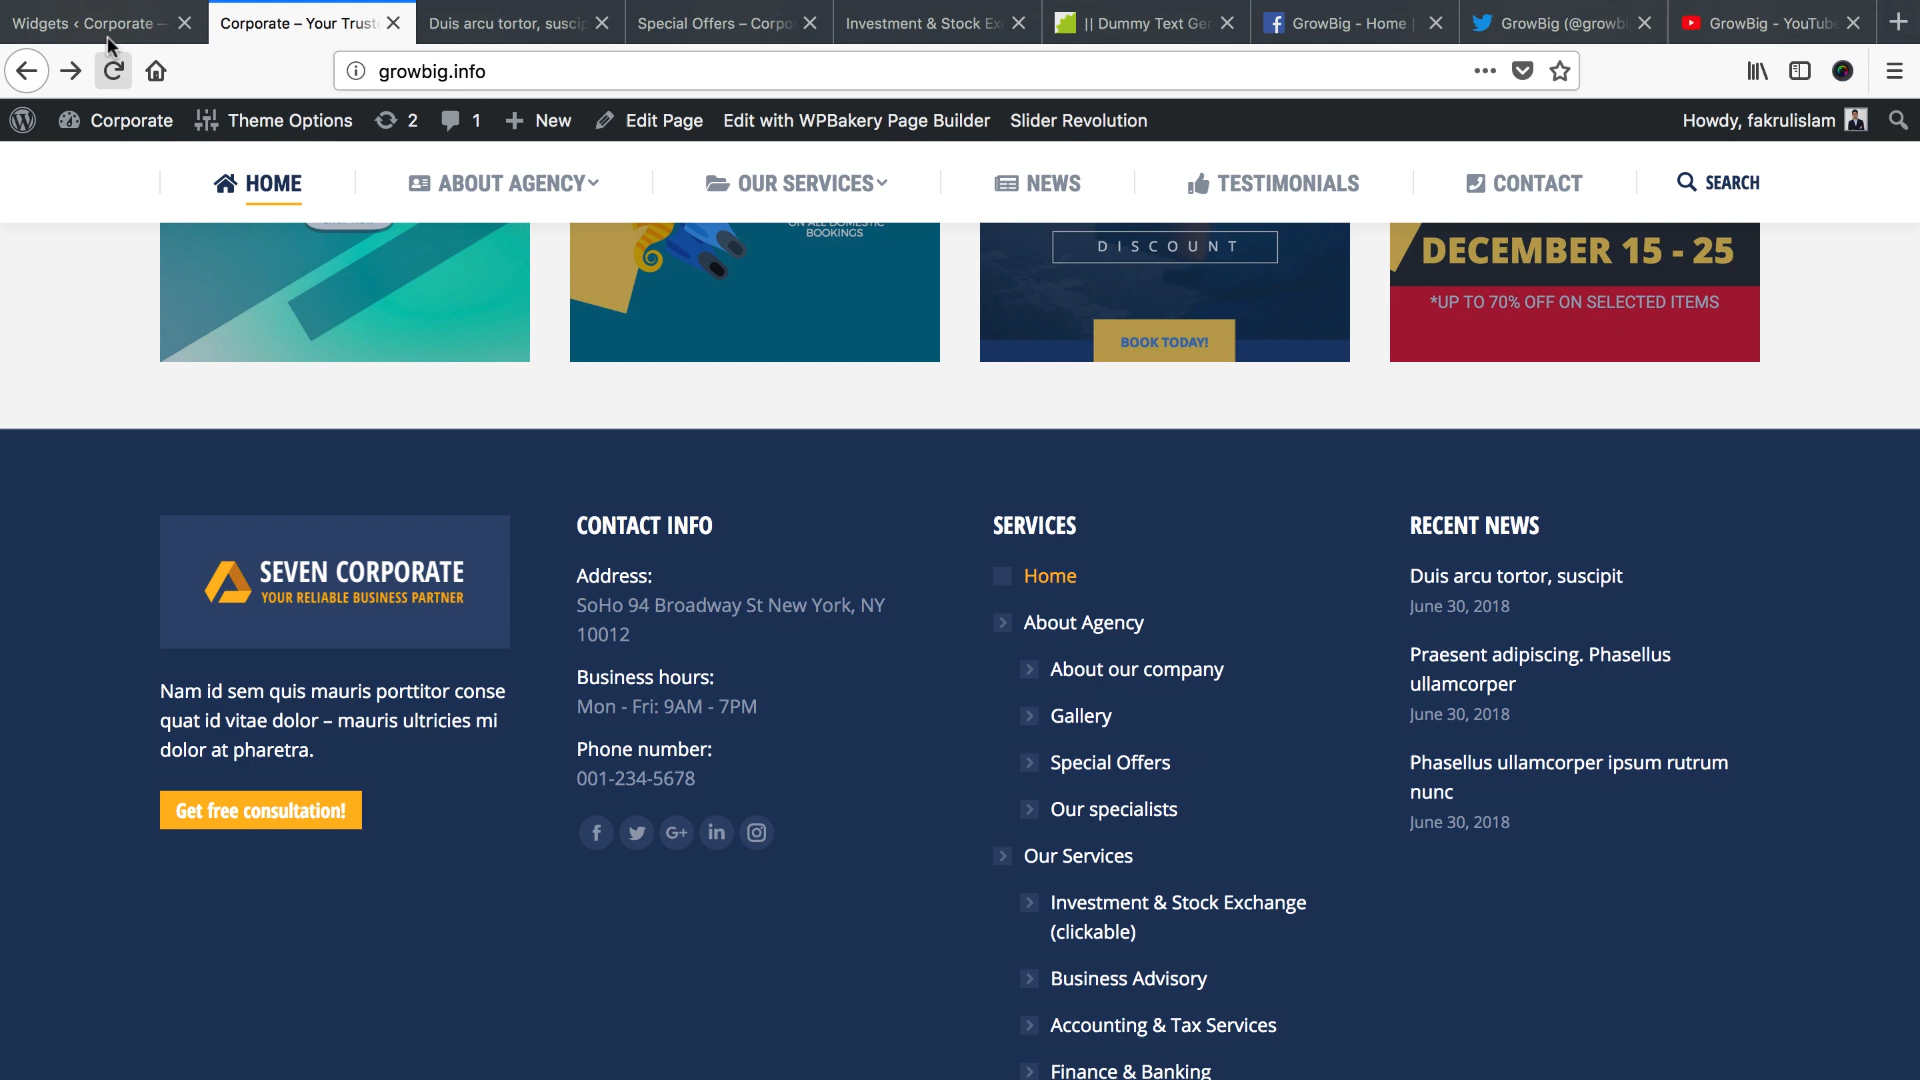 Widgets ‹ Corporate —
Corporate – Your Trust
Duis arcu tortor, suscip
Special Offers – Corpo
Investment & Stock Ex
|| Dummy Text Ger
GrowBig - Home |
GrowBig (@growbi
GrowBig - YouTube
growbig.info
Corporate
Theme Options
2
1
New
Edit Page
Edit with WPBakery Page Builder
Slider Revolution
Howdy, fakrulislam
HOME
ABOUT AGENCY
OUR SERVICES
NEWS
TESTIMONIALS
CONTACT
SEARCH
ON ALL DOMESTIC
BOOKINGS
DISCOUNT
BOOK TODAY!
DECEMBER 15 - 25
*UP TO 70% OFF ON SELECTED ITEMS
SEVEN CORPORATE
YOUR RELIABLE BUSINESS PARTNER
Nam id sem quis mauris porttitor conse
quat id vitae dolor – mauris ultricies mi
dolor at pharetra.
Get free consultation!
CONTACT INFO
Address:
SoHo 94 Broadway St New York, NY
10012
Business hours:
Mon - Fri: 9AM - 7PM
Phone number:
001-234-5678
SERVICES
Home
About Agency
About our company
Gallery
Special Offers
Our specialists
Our Services
Investment & Stock Exchange
(clickable)
Business Advisory
Accounting & Tax Services
Finance & Banking
RECENT NEWS
Duis arcu tortor, suscipit
June 30, 2018
Praesent adipiscing. Phasellus
ullamcorper
June 30, 2018
Phasellus ullamcorper ipsum rutrum
nunc
June 30, 2018